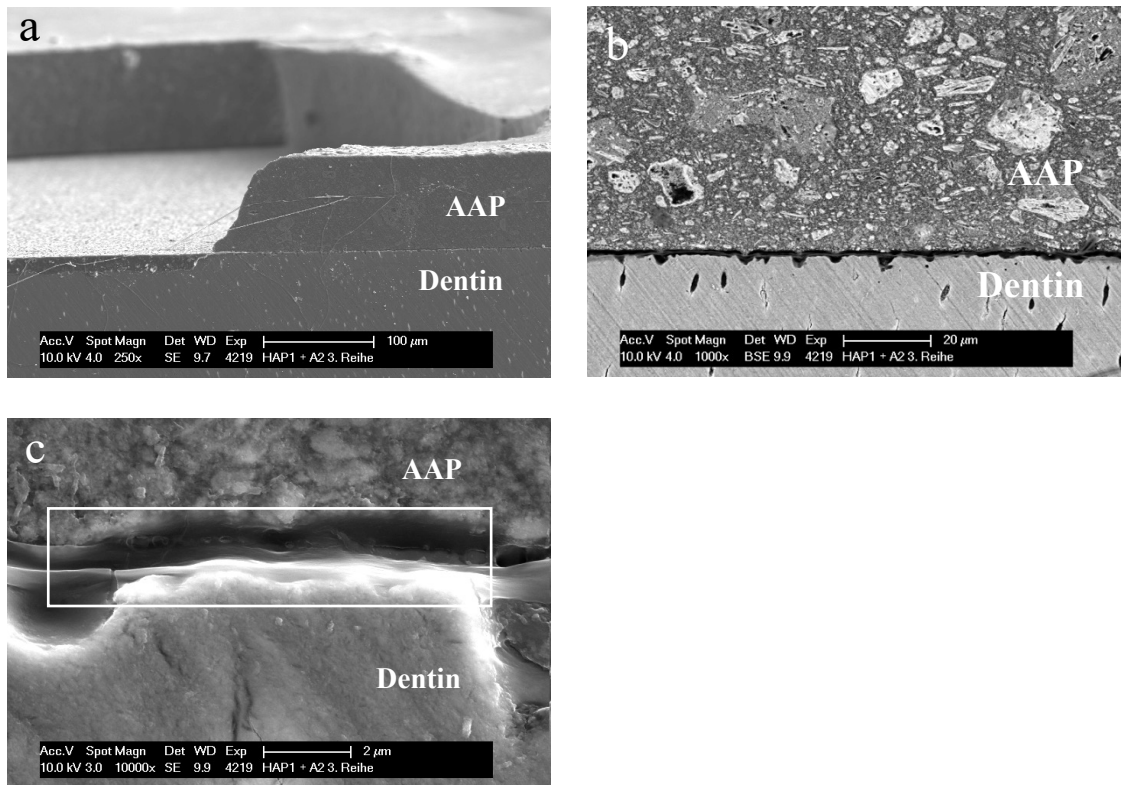 a
AAP
Dentin
Acc.V Spot Magn Det WD Exp 100 µm
10.0 kV 4.0 250x SE 9.7 4219 HAP1 + A2 3. Reihe
b
AAP
Dentin
Acc.V Spot Magn Det WD Exp 20 µm
10.0 kV 4.0 1000x BSE 9.9 4219 HAP1 + A2 3. Reihe
c
AAP
Dentin
Acc.V Spot Magn Det WD Exp 2 µm
10.0 kV 3.0 10000x SE 9.9 4219 HAP1 + A2 3. Reihe